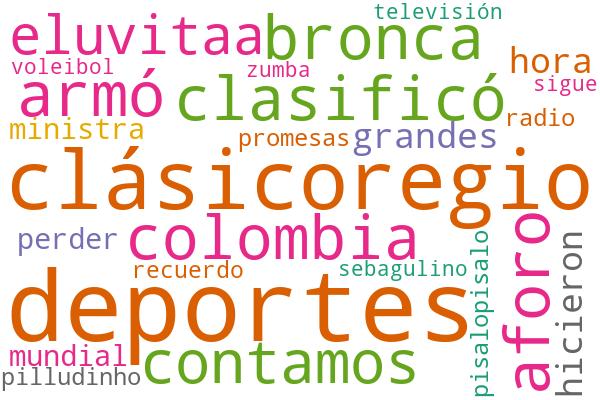 televisión
eluvitaa bronca
hora
voleibol zumba
sigue
armó clasificó
radio
ministra promesas grandes
clásicoregio
colombia
perder
recuerdo sebagulino
deportes
pisalopisalo
aforo
hicieron
mundial
contamos
pilludinho